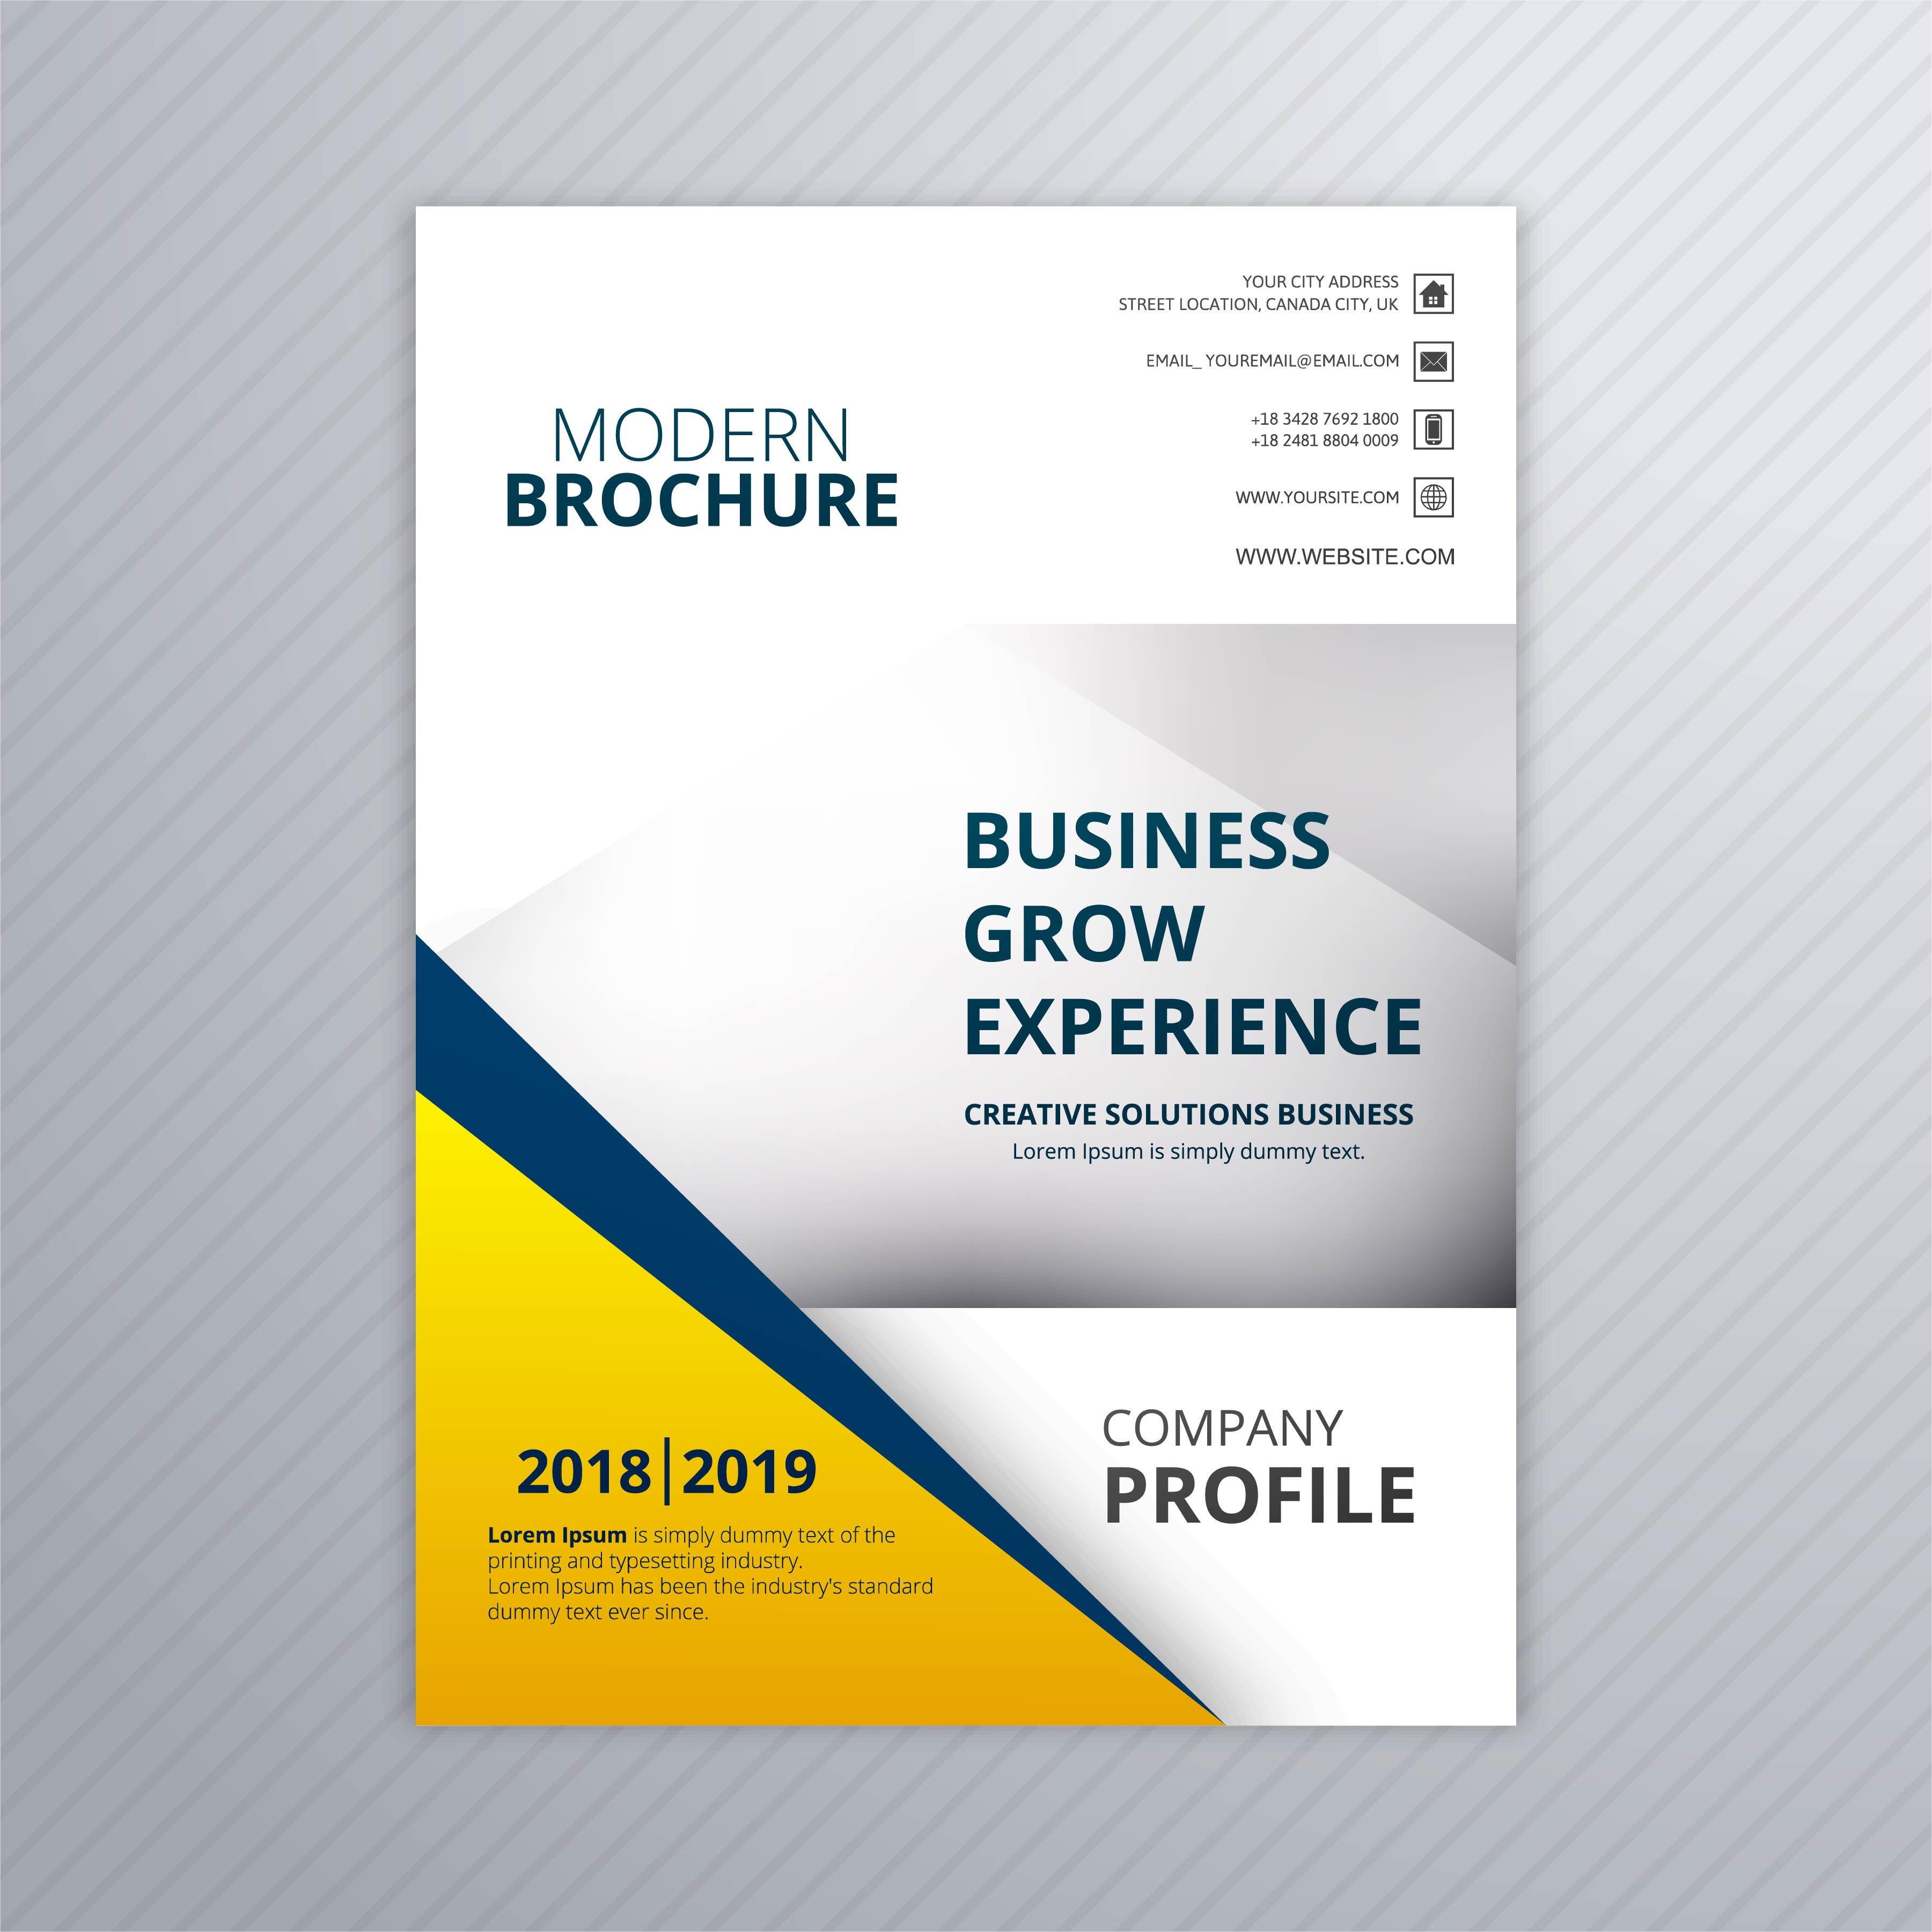 YOUR CITY ADDRESS
STREET LOCATION, CANADA CITY, UK
EMAIL_ YOUREMAIL@EMAIL.COM
+18 3428 7692 1800
+18 2481 8804 0009
WWW.YOURSITE.COM
WWW.WEBSITE.COM
MODERN
BROCHURE
BUSINESS
GROW
EXPERIENCE
CREATIVE SOLUTIONS BUSINESS
Lorem Ipsum is simply dummy text.
COMPANY
PROFILE
2018|2019
Lorem Ipsum is simply dummy text of the
printing and typesetting industry.
Lorem Ipsum has been the industry's standard
dummy text ever since.